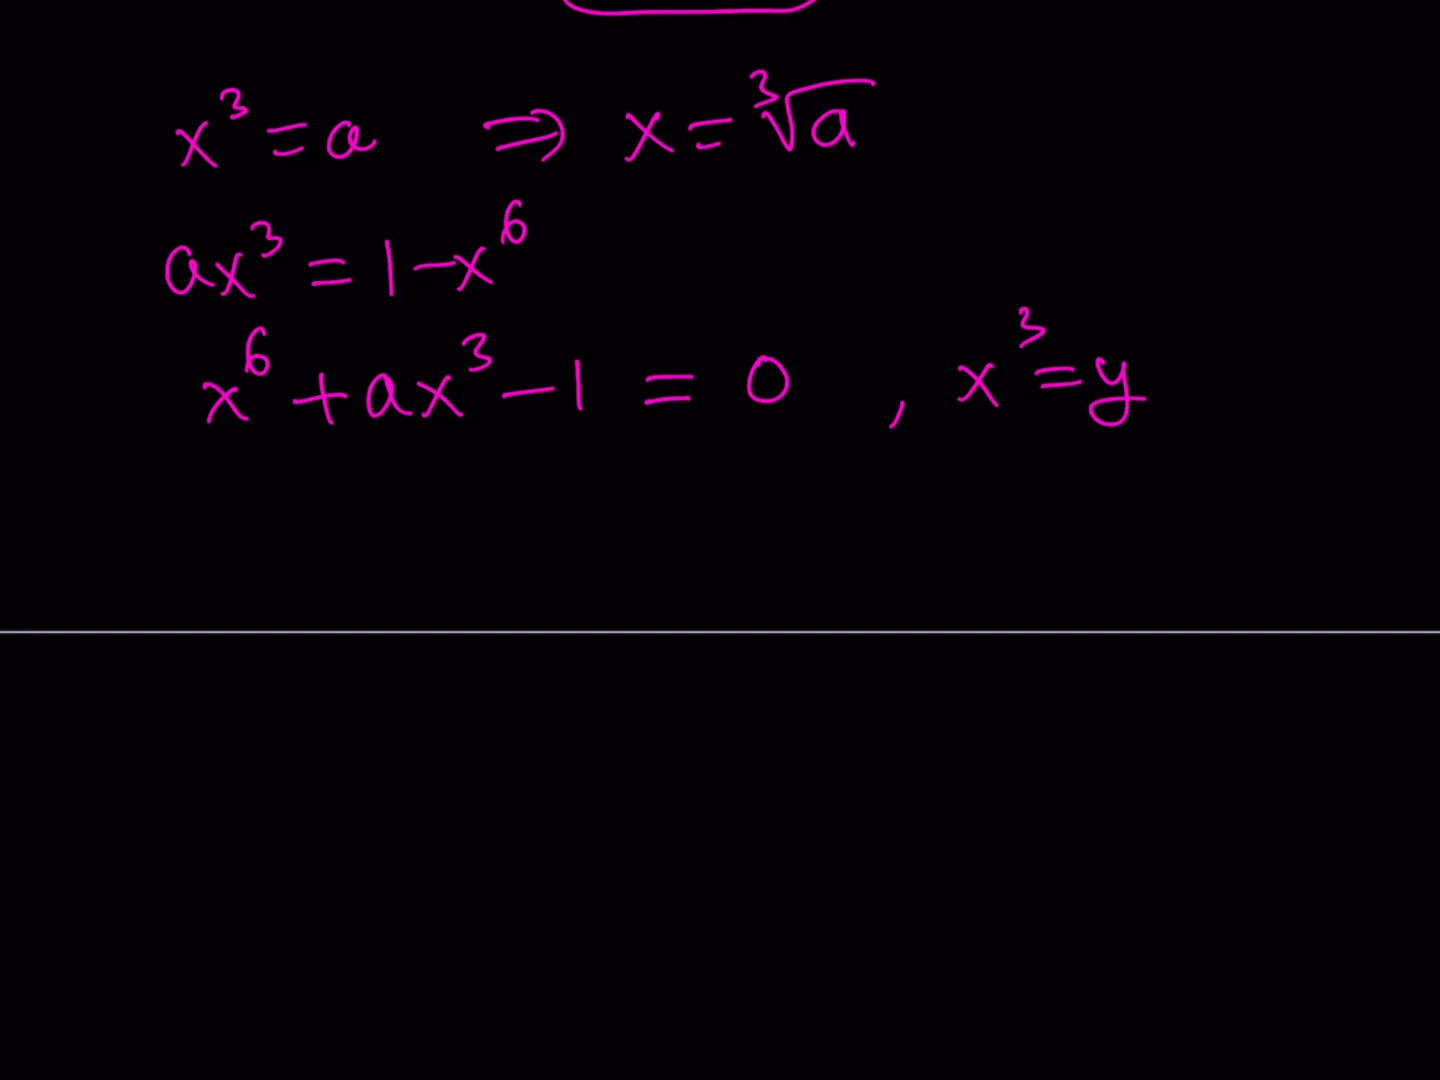 x³ = a ⇒ x = ∛a
ax³ = 1 - x⁶
x⁶ + ax³ - 1 = 0 , x³ = y